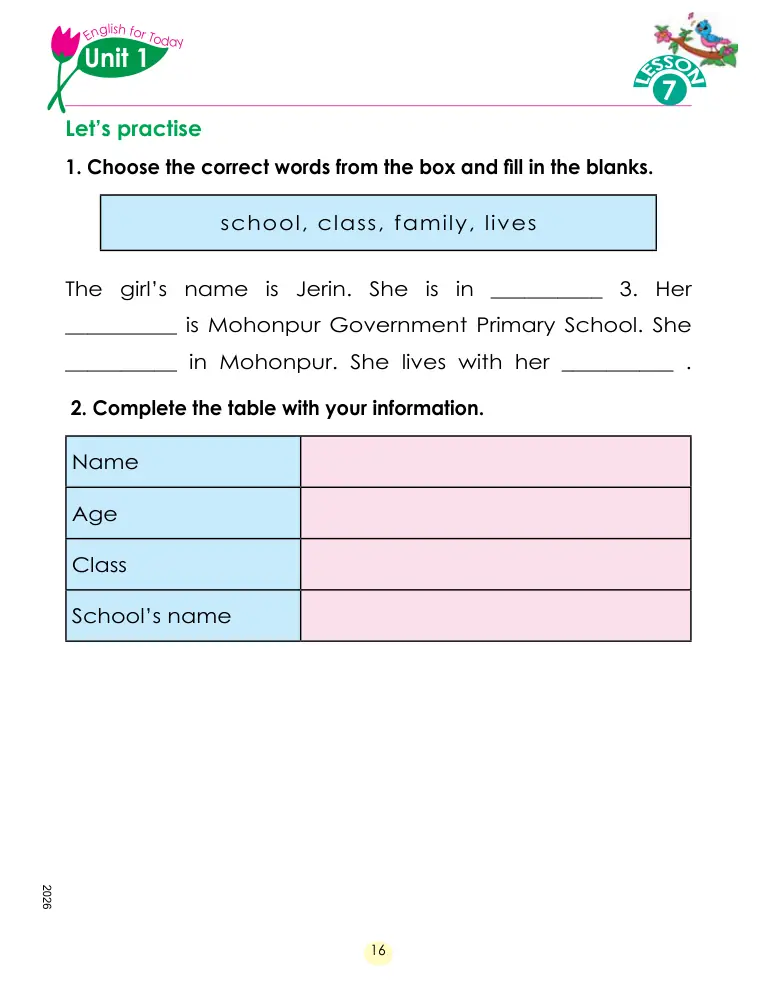 English for Today
Unit 1
LESSON
7
Let’s practise
1. Choose the correct words from the box and fill in the blanks.
school, class, family, lives
The girl’s name is Jerin. She is in __________ 3. Her
__________ is Mohonpur Government Primary School. She
__________ in Mohonpur. She lives with her __________ .
2. Complete the table with your information.
Name
Age
Class
School’s name
2026
16